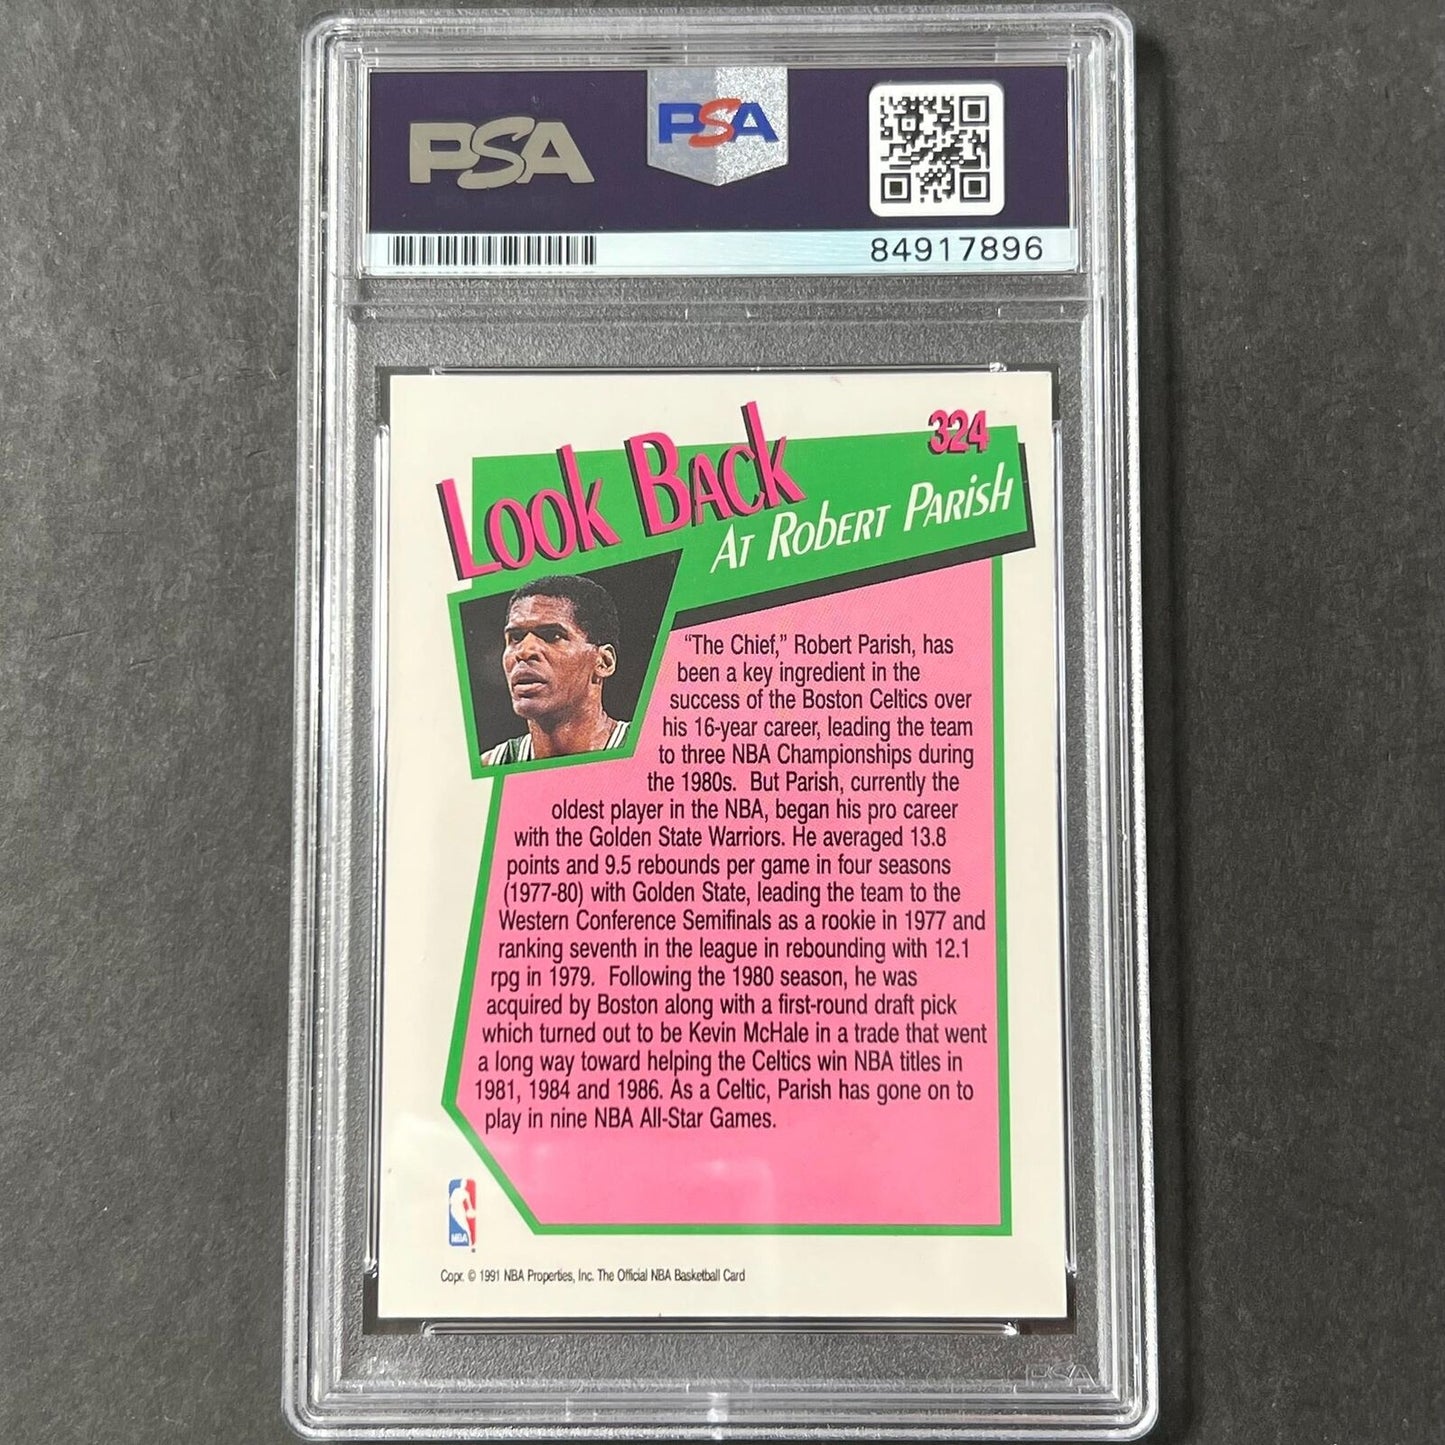 PSA
PSA
84917896
324
Look Back
At Robert Parish
“The Chief,” Robert Parish, has
been a key ingredient in the
success of the Boston Celtics over
his 16-year career, leading the team
to three NBA Championships during
the 1980s. But Parish, currently the
oldest player in the NBA, began his pro career
with the Golden State Warriors. He averaged 13.8
points and 9.5 rebounds per game in four seasons
(1977-80) with Golden State, leading the team to the
Western Conference Semifinals as a rookie in 1977 and
ranking seventh in the league in rebounding with 12.1
rpg in 1979. Following the 1980 season, he was
acquired by Boston along with a first-round draft pick
which turned out to be Kevin McHale in a trade that went
a long way toward helping the Celtics win NBA titles in
1981, 1984 and 1986. As a Celtic, Parish has gone on to
play in nine NBA All-Star Games.
NBA
Copr. © 1991 NBA Properties, Inc. The Official NBA Basketball Card
PSA